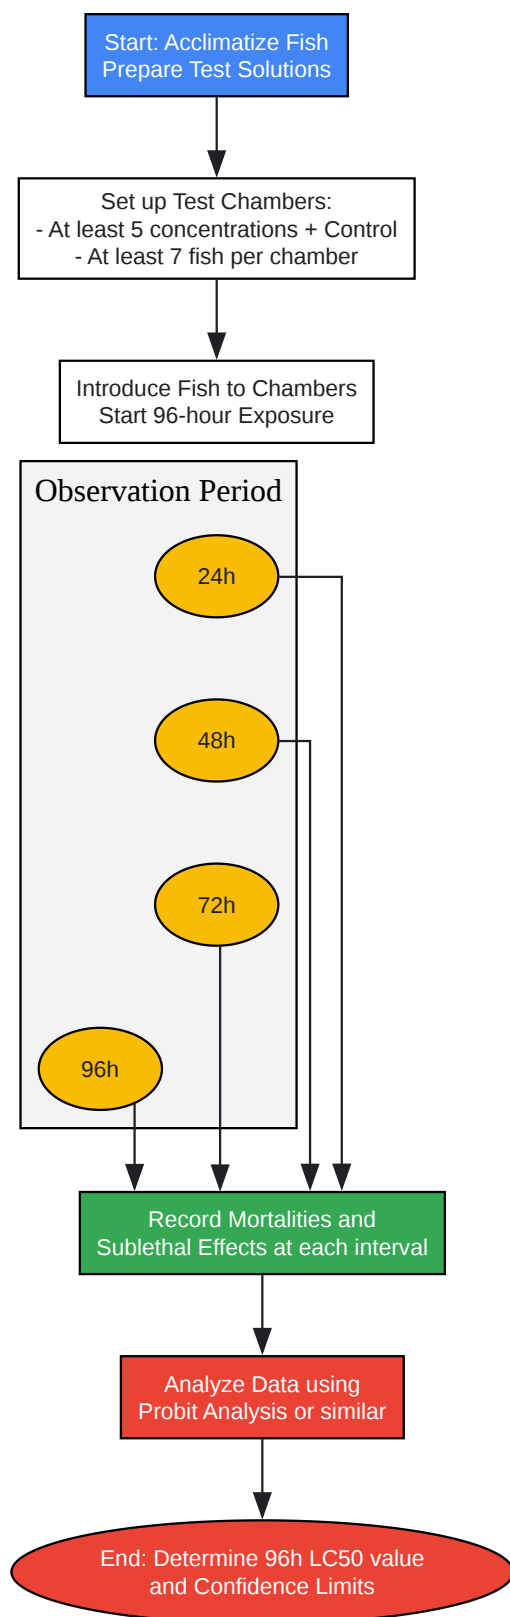 Start: Acclimatize Fish
Prepare Test Solutions
Set up Test Chambers:
- At least 5 concentrations + Control
- At least 7 fish per chamber
Introduce Fish to Chambers
Start 96-hour Exposure
Observation Period
24h
48h
72h
96h
Record Mortalities and
Sublethal Effects at each interval
Analyze Data using
Probit Analysis or similar
End: Determine 96h LC50 value
and Confidence Limits